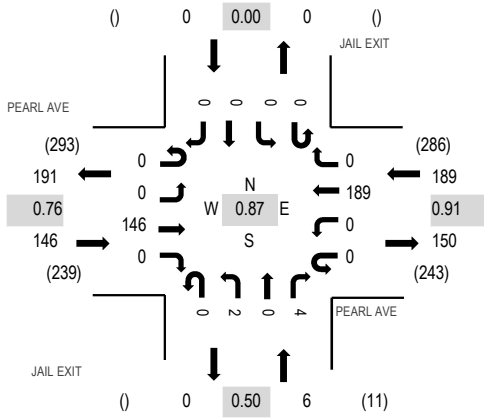 () 0 0.00 0 ()
JAIL EXIT
PEARL AVE
0 0 0 0
(293) (286)
191 0 0 189
0 N 189
0.76 W 0.87 E 0.91
146 146 S 0 150
0 0
(239) (243)
0 2 0 4
PEARL AVE
JAIL EXIT
() 0 0.50 6 (11)